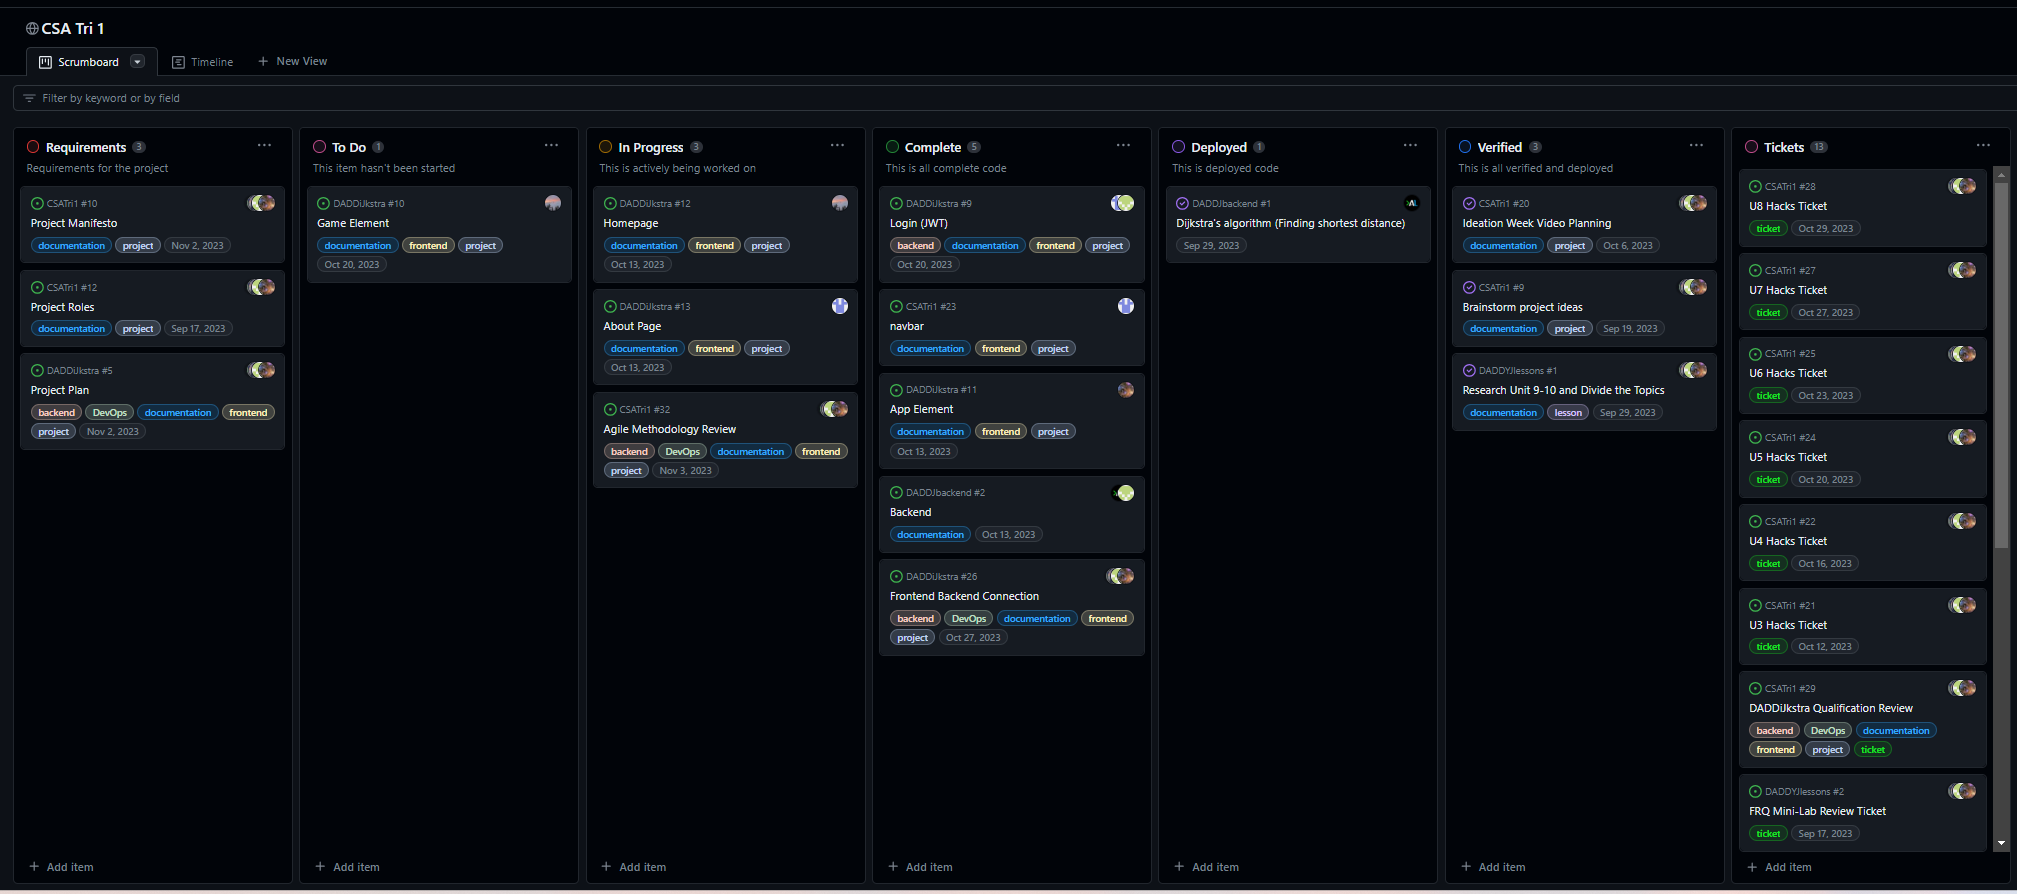 CSA Tri 1
Scrumboard
Timeline
+ New View
Filter by keyword or by field
Requirements 3
Requirements for the project
CSATri1 #10
Project Manifesto
documentation project Nov 2, 2023
CSATri1 #12
Project Roles
documentation project Sep 17, 2023
DADDiJkstra #5
Project Plan
backend DevOps documentation frontend
project Nov 2, 2023
+ Add item
To Do 1
This item hasn't been started
DADDiJkstra #10
Game Element
documentation frontend project
Oct 20, 2023
+ Add item
In Progress 3
This is actively being worked on
DADDiJkstra #12
Homepage
documentation frontend project
Oct 13, 2023
DADDiJkstra #13
About Page
documentation frontend project
Oct 13, 2023
CSATri1 #32
Agile Methodology Review
backend DevOps documentation frontend
project Nov 3, 2023
+ Add item
Complete 5
This is all complete code
DADDiJkstra #9
Login (JWT)
backend documentation frontend project
Oct 20, 2023
CSATri1 #23
navbar
documentation frontend project
DADDiJkstra #11
App Element
documentation frontend project
Oct 13, 2023
DADDJbackend #2
Backend
documentation Oct 13, 2023
DADDiJkstra #26
Frontend Backend Connection
backend DevOps documentation frontend
project Oct 27, 2023
+ Add item
Deployed 1
This is deployed code
DADDJbackend #1
Dijkstra's algorithm (Finding shortest distance)
Sep 29, 2023
+ Add item
Verified 3
This is all verified and deployed
CSATri1 #20
Ideation Week Video Planning
documentation project Oct 6, 2023
CSATri1 #9
Brainstorm project ideas
documentation project Sep 19, 2023
DADDYJlessons #1
Research Unit 9-10 and Divide the Topics
documentation lesson Sep 29, 2023
+ Add item
Tickets 13
CSATri1 #28
U8 Hacks Ticket
ticket Oct 29, 2023
CSATri1 #27
U7 Hacks Ticket
ticket Oct 27, 2023
CSATri1 #25
U6 Hacks Ticket
ticket Oct 23, 2023
CSATri1 #24
U5 Hacks Ticket
ticket Oct 20, 2023
CSATri1 #22
U4 Hacks Ticket
ticket Oct 16, 2023
CSATri1 #21
U3 Hacks Ticket
ticket Oct 12, 2023
CSATri1 #29
DADDiJkstra Qualification Review
backend DevOps documentation
frontend project ticket
DADDYJlessons #2
FRQ Mini-Lab Review Ticket
ticket Sep 17, 2023
+ Add item